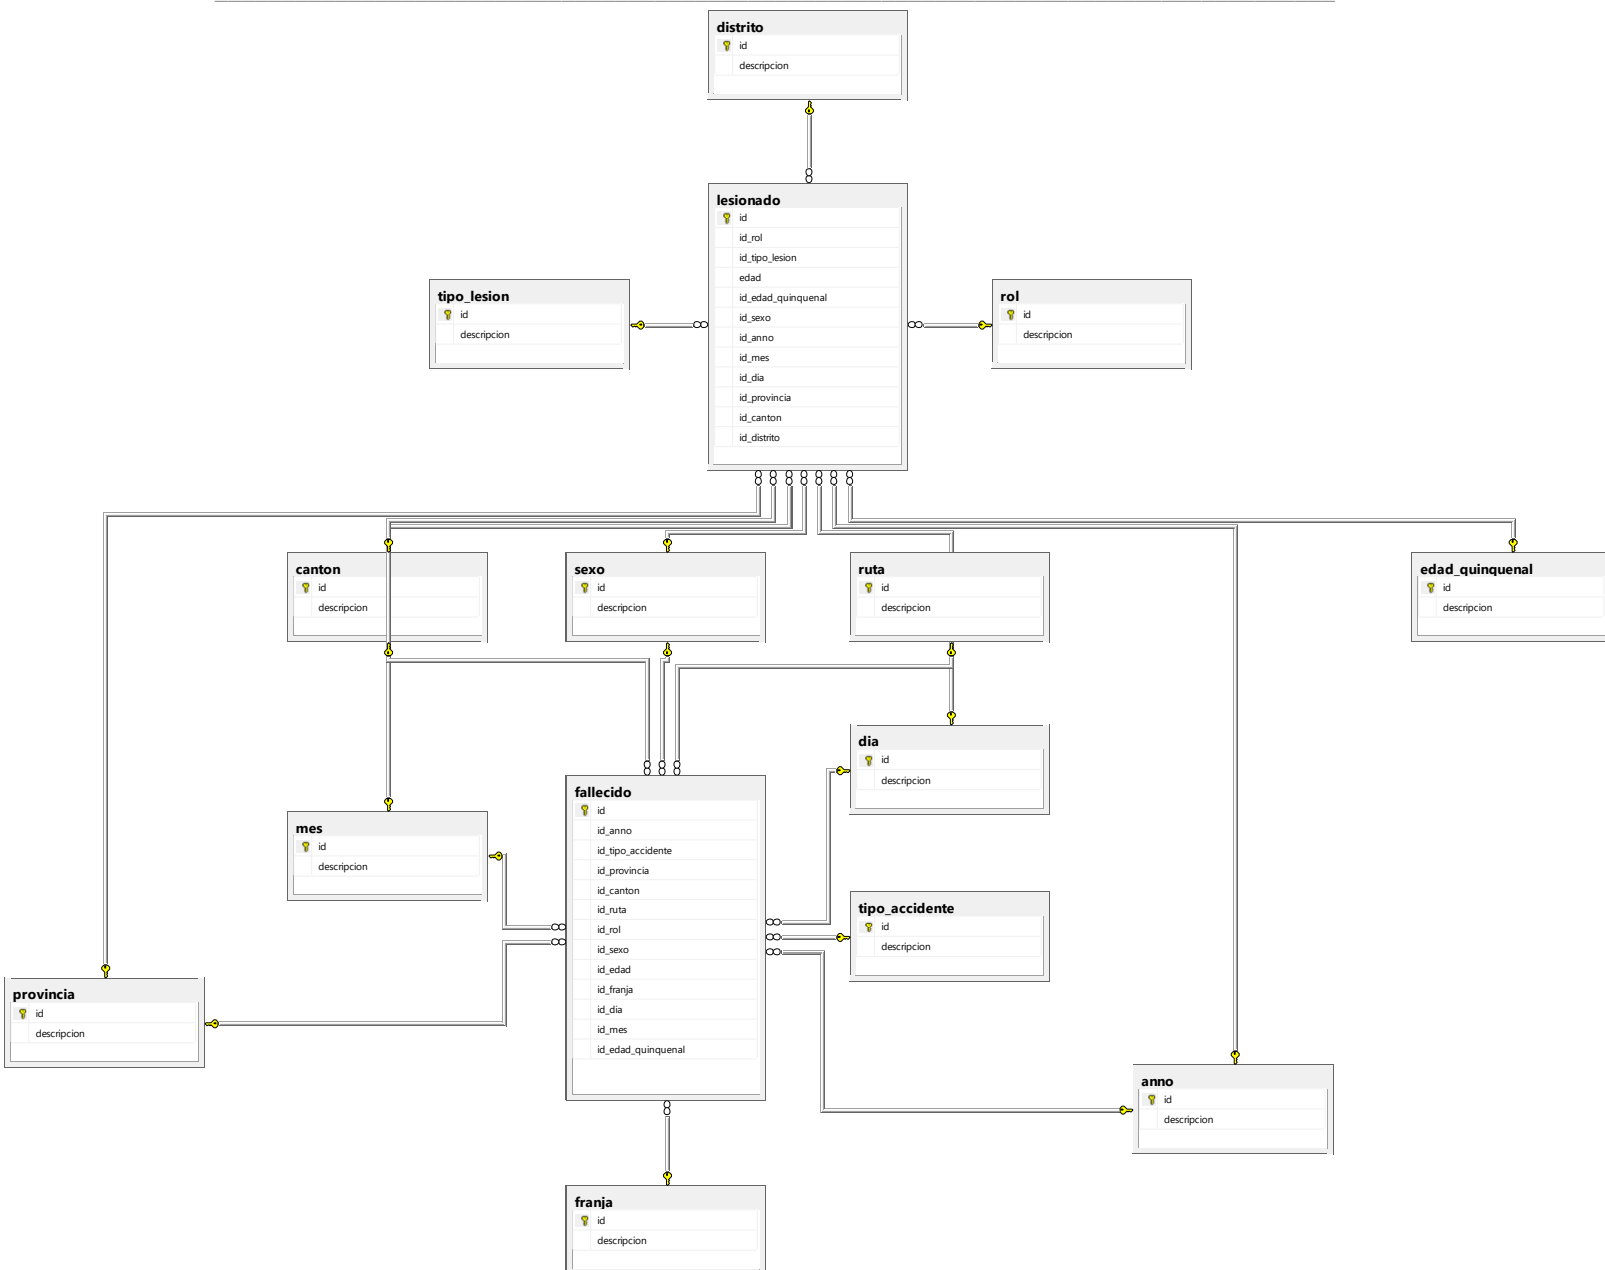 distrito
id
descripcion
lesionado
id
id_rol
id_tipo_lesion
edad
id_edad_quinquenal
id_sexo
id_anno
id_mes
id_dia
id_provincia
id_canton
id_distrito
tipo_lesion
id
descripcion
rol
id
descripcion
canton
id
descripcion
sexo
id
descripcion
ruta
id
descripcion
edad_quinquenal
id
descripcion
dia
id
descripcion
fallecido
id
id_anno
id_tipo_accidente
id_provincia
id_canton
id_ruta
id_rol
id_sexo
id_edad
id_franja
id_dia
id_mes
id_edad_quinquenal
mes
id
descripcion
tipo_accidente
id
descripcion
provincia
id
descripcion
anno
id
descripcion
franja
id
descripcion